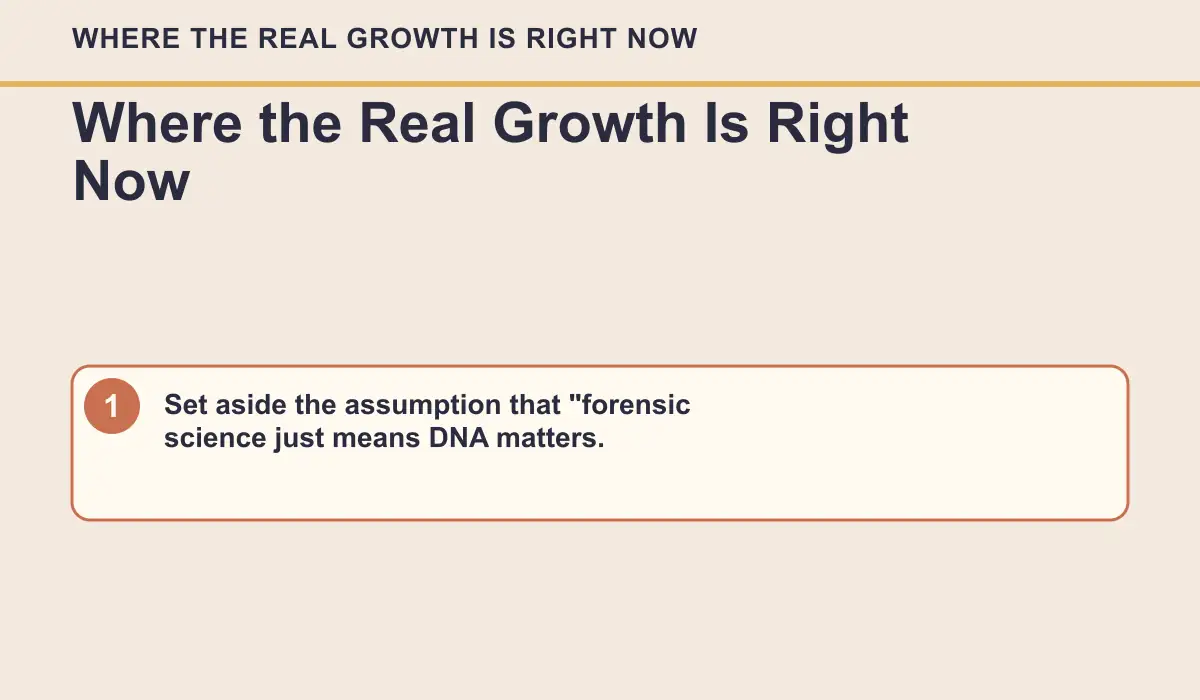 WHERE THE REAL GROWTH IS RIGHT NOW
Where the Real Growth Is Right
Now
1
Set aside the assumption that "forensic
science just means DNA matters.